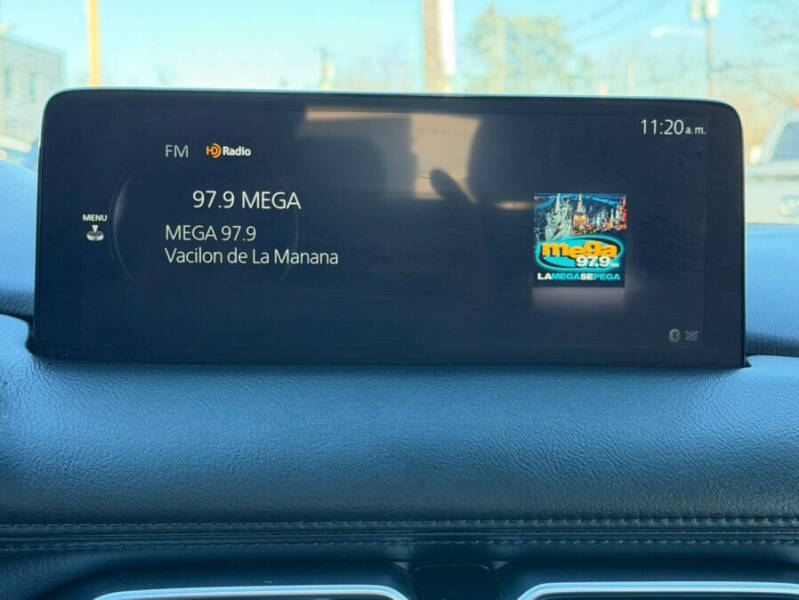 11:20 a.m.
FM HD Radio
97.9 MEGA
MENU
MEGA 97.9
Vacilon de La Manana
mega
97.9
LAMEGASEPEGA